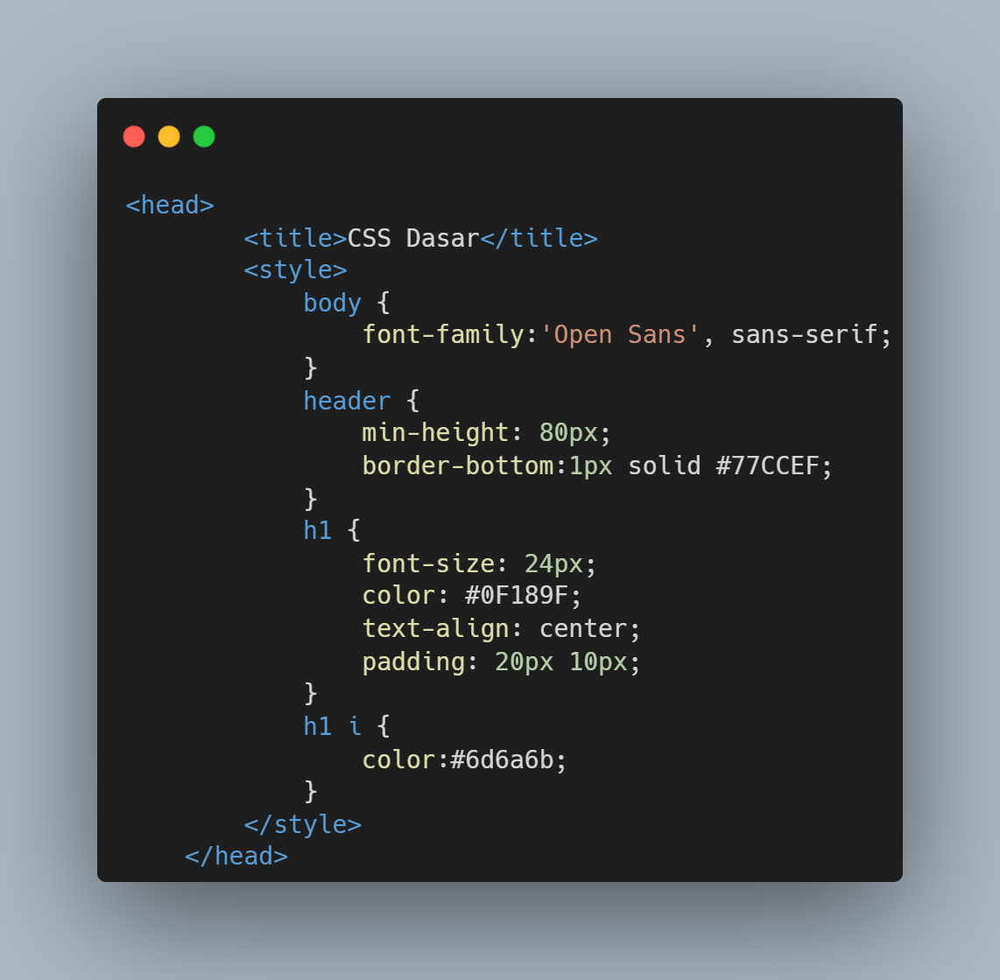 <head>
        <title>CSS Dasar</title>
        <style>
            body {
                font-family:'Open Sans', sans-serif;
            }
            header {
                min-height: 80px;
                border-bottom:1px solid #77CCEF;
            }
            h1 {
                font-size: 24px;
                color: #0F189F;
                text-align: center;
                padding: 20px 10px;
            }
            h1 i {
                color:#6d6a6b;
            }
        </style>
    </head>